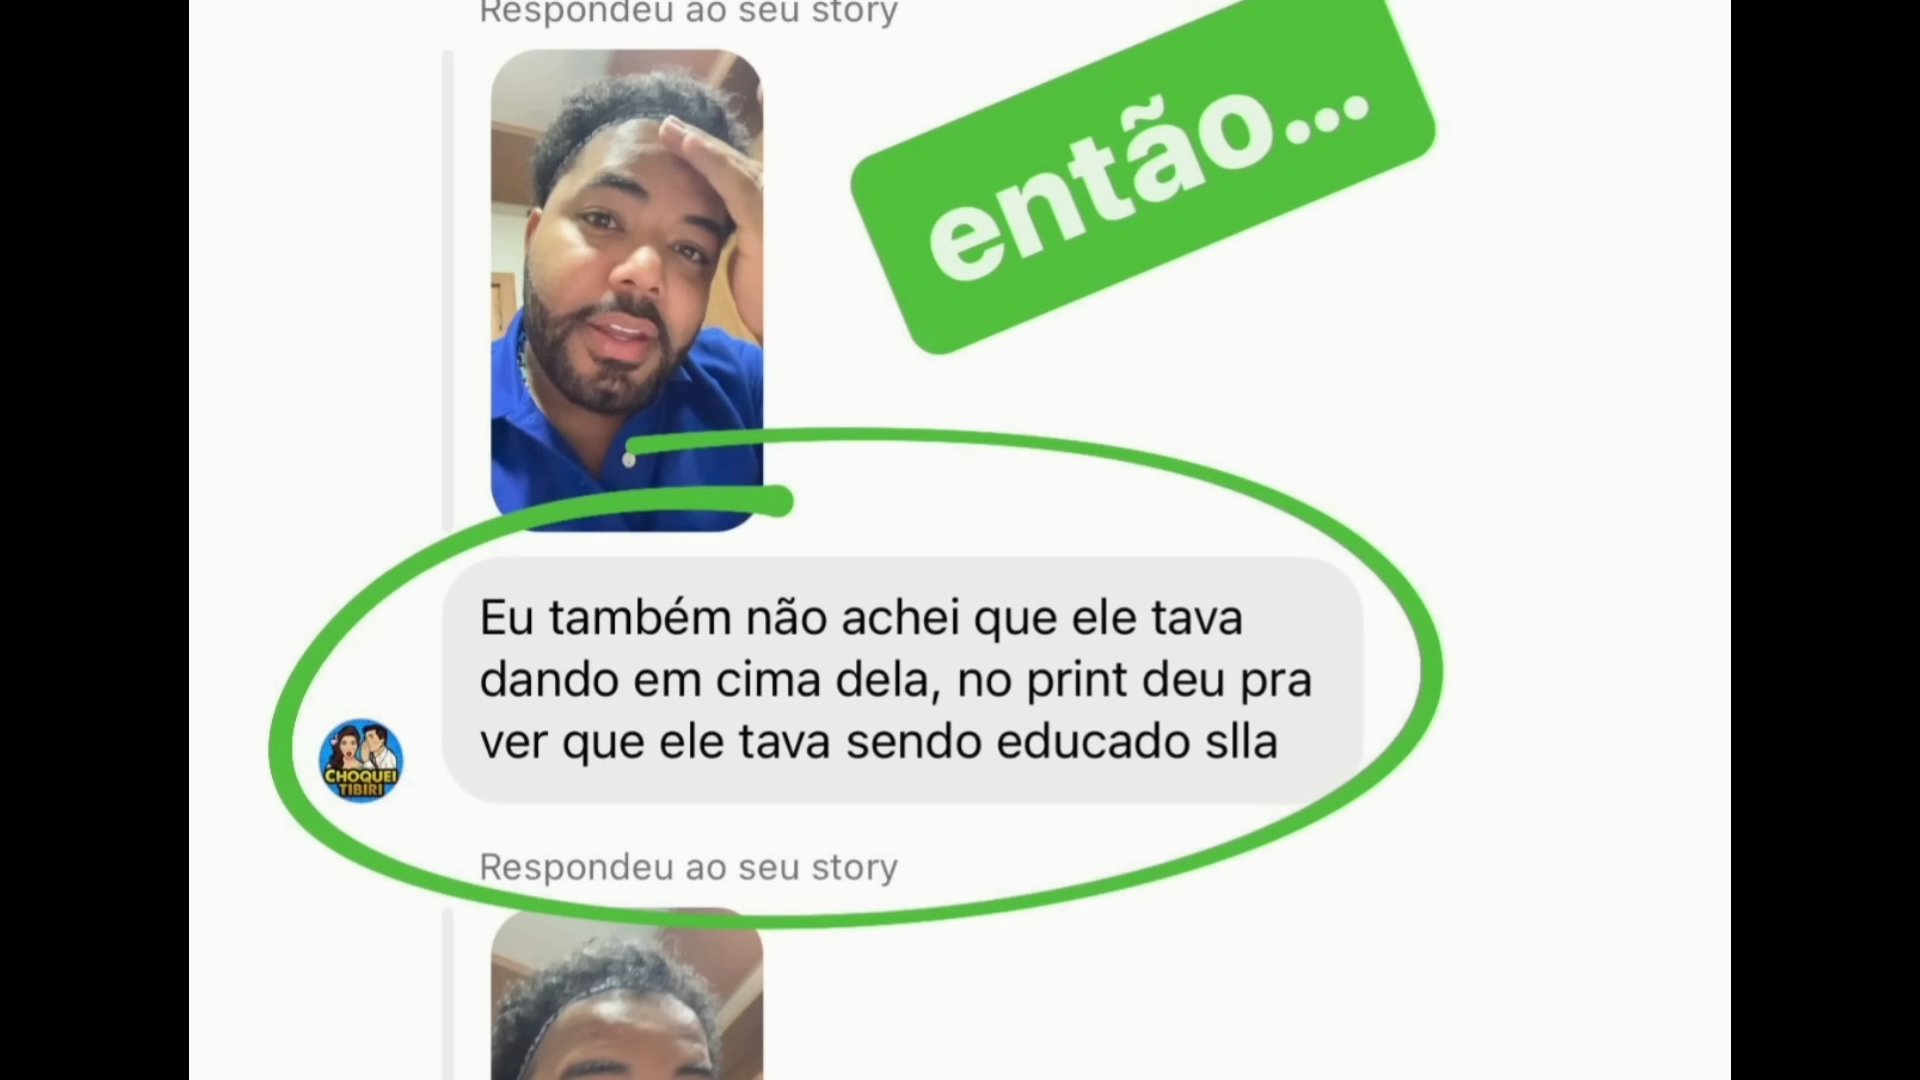 Respondeu ao seu story
então...
Eu também não achei que ele tava
dando em cima dela, no print deu pra
ver que ele tava sendo educado slla
CHOQUEI
TIBIRI
Respondeu ao seu story